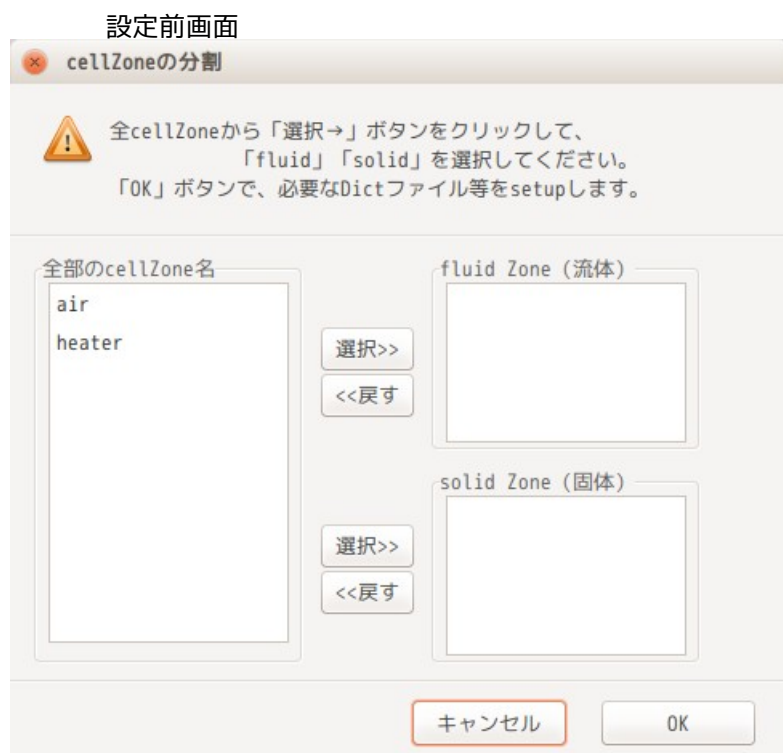 設定前画面
cellZoneの分割
全cellZoneから「選択→」ボタンをクリックして、
「fluid」「solid」を選択してください。
「OK」ボタンで、必要なDictファイル等をsetupします。
全部のcellZone名
fluid Zone (流体)
air
heater
選択>>
<<戻す
solid Zone (固体)
選択>>
<<戻す
キャンセル
OK